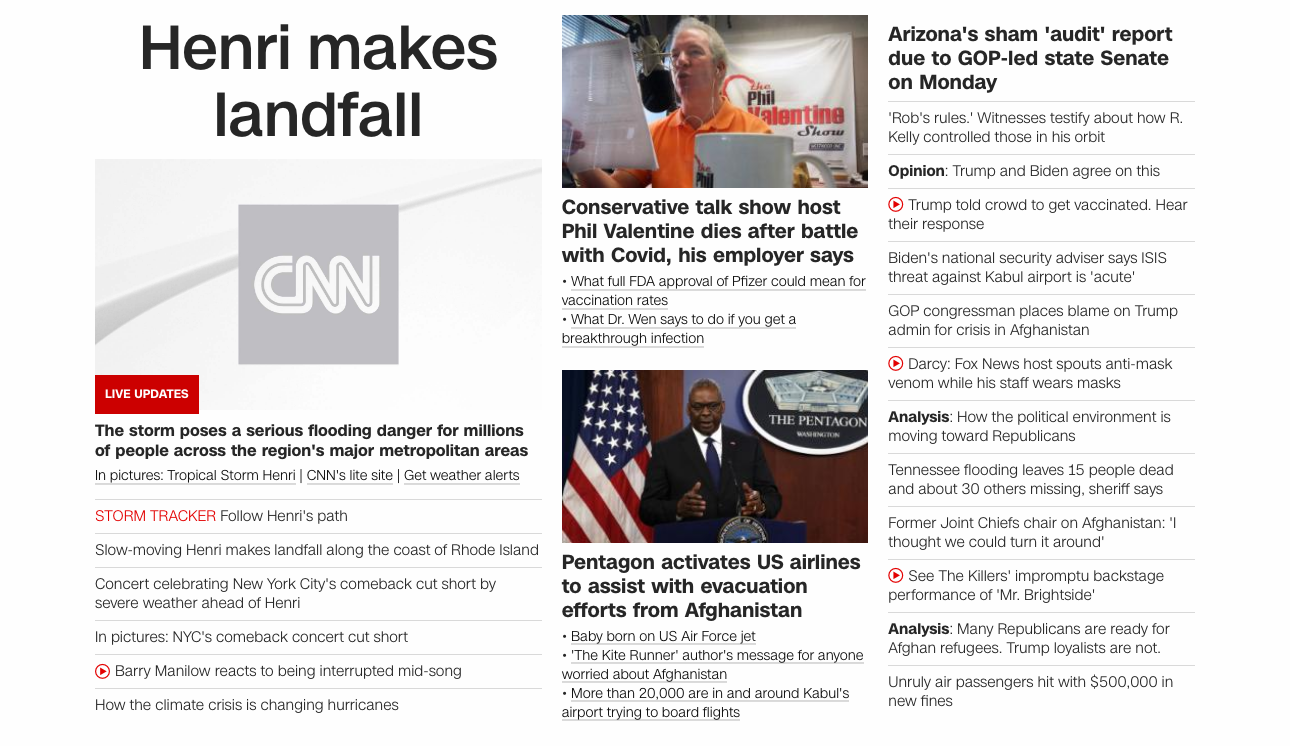 Henri makes
landfall
CNN
LIVE UPDATES
The storm poses a serious flooding danger for millions
of people across the region's major metropolitan areas
In pictures: Tropical Storm Henri | CNN's lite site | Get weather alerts
STORM TRACKER Follow Henri's path
Slow-moving Henri makes landfall along the coast of Rhode Island
Concert celebrating New York City's comeback cut short by
severe weather ahead of Henri
In pictures: NYC's comeback concert cut short
Barry Manilow reacts to being interrupted mid-song
How the climate crisis is changing hurricanes
the
Phil
Valentine
Show
the
Phil
Conservative talk show host
Phil Valentine dies after battle
with Covid, his employer says
• What full FDA approval of Pfizer could mean for
vaccination rates
• What Dr. Wen says to do if you get a
breakthrough infection
THE PENTAGON
WASHINGTON
Pentagon activates US airlines
to assist with evacuation
efforts from Afghanistan
• Baby born on US Air Force jet
• 'The Kite Runner' author's message for anyone
worried about Afghanistan
• More than 20,000 are in and around Kabul's
airport trying to board flights
Arizona's sham 'audit' report
due to GOP-led state Senate
on Monday
'Rob's rules.' Witnesses testify about how R.
Kelly controlled those in his orbit
Opinion: Trump and Biden agree on this
Trump told crowd to get vaccinated. Hear
their response
Biden's national security adviser says ISIS
threat against Kabul airport is 'acute'
GOP congressman places blame on Trump
admin for crisis in Afghanistan
Darcy: Fox News host spouts anti-mask
venom while his staff wears masks
Analysis: How the political environment is
moving toward Republicans
Tennessee flooding leaves 15 people dead
and about 30 others missing, sheriff says
Former Joint Chiefs chair on Afghanistan: 'I
thought we could turn it around'
See The Killers' impromptu backstage
performance of 'Mr. Brightside'
Analysis: Many Republicans are ready for
Afghan refugees. Trump loyalists are not.
Unruly air passengers hit with $500,000 in
new fines